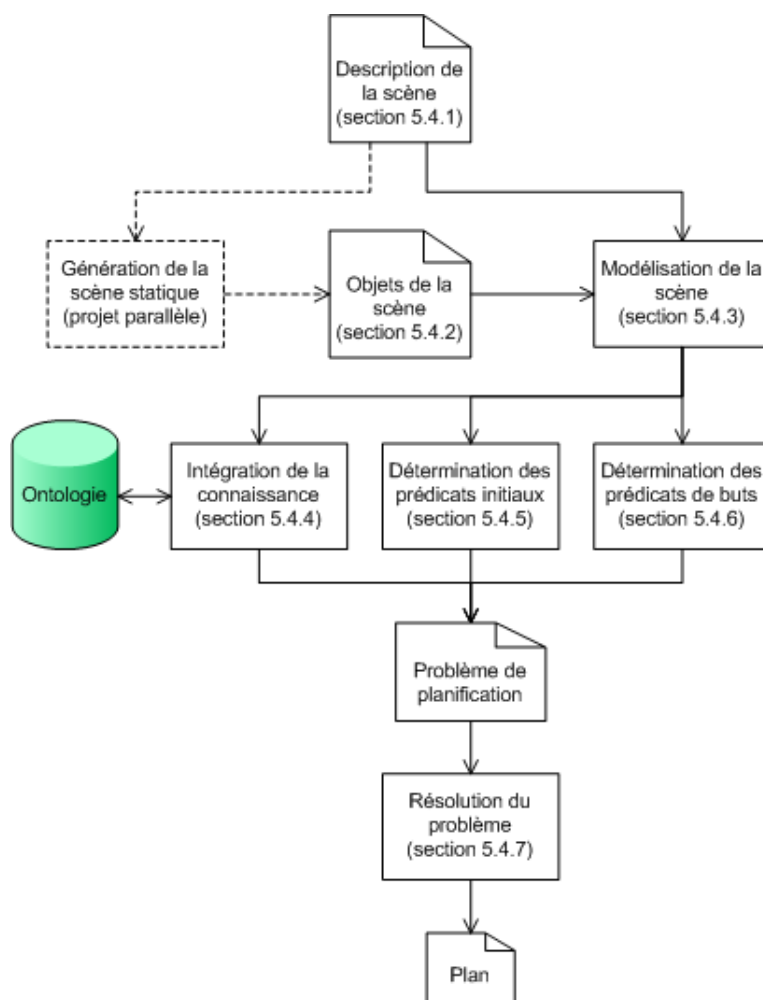 Description de
la scène
(section 5.4.1)
Génération de la
scène statique
(projet parallèle)
Objets de la
scène
(section 5.4.2)
Modélisation de la
scène
(section 5.4.3)
Ontologie
Intégration de la
connaissance
(section 5.4.4)
Détermination des
prédicats initiaux
(section 5.4.5)
Détermination des
prédicats de buts
(section 5.4.6)
Problème de
planification
Résolution du
problème
(section 5.4.7)
Plan